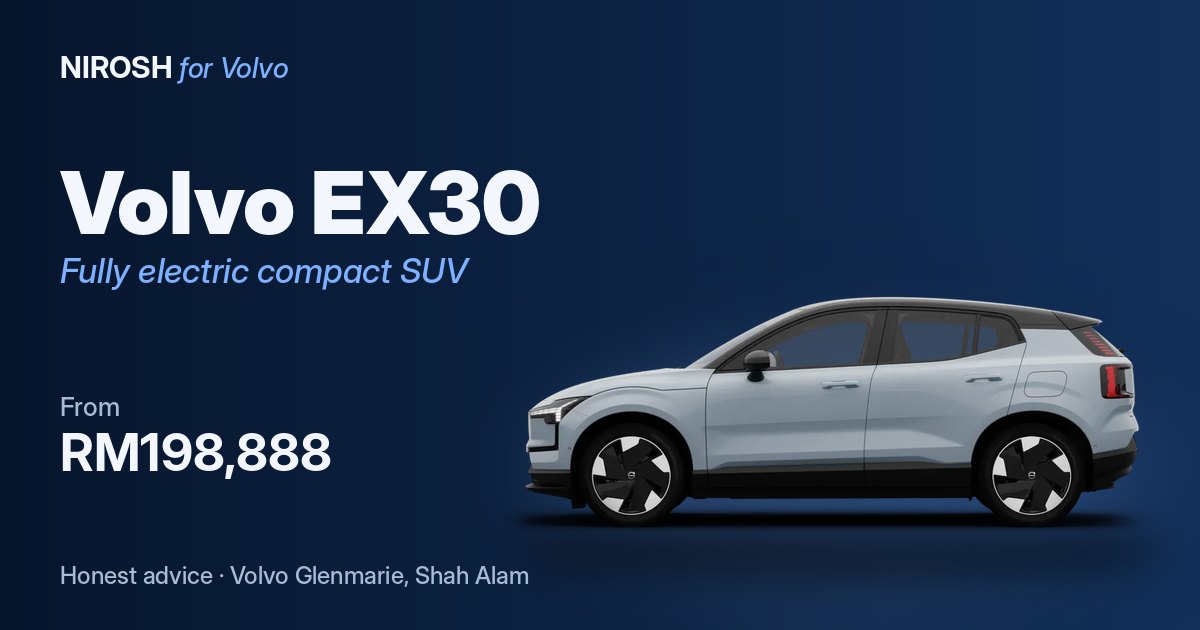 NIROSH for Volvo
Volvo EX30
Fully electric compact SUV
From
RM198,888
Honest advice · Volvo Glenmarie, Shah Alam